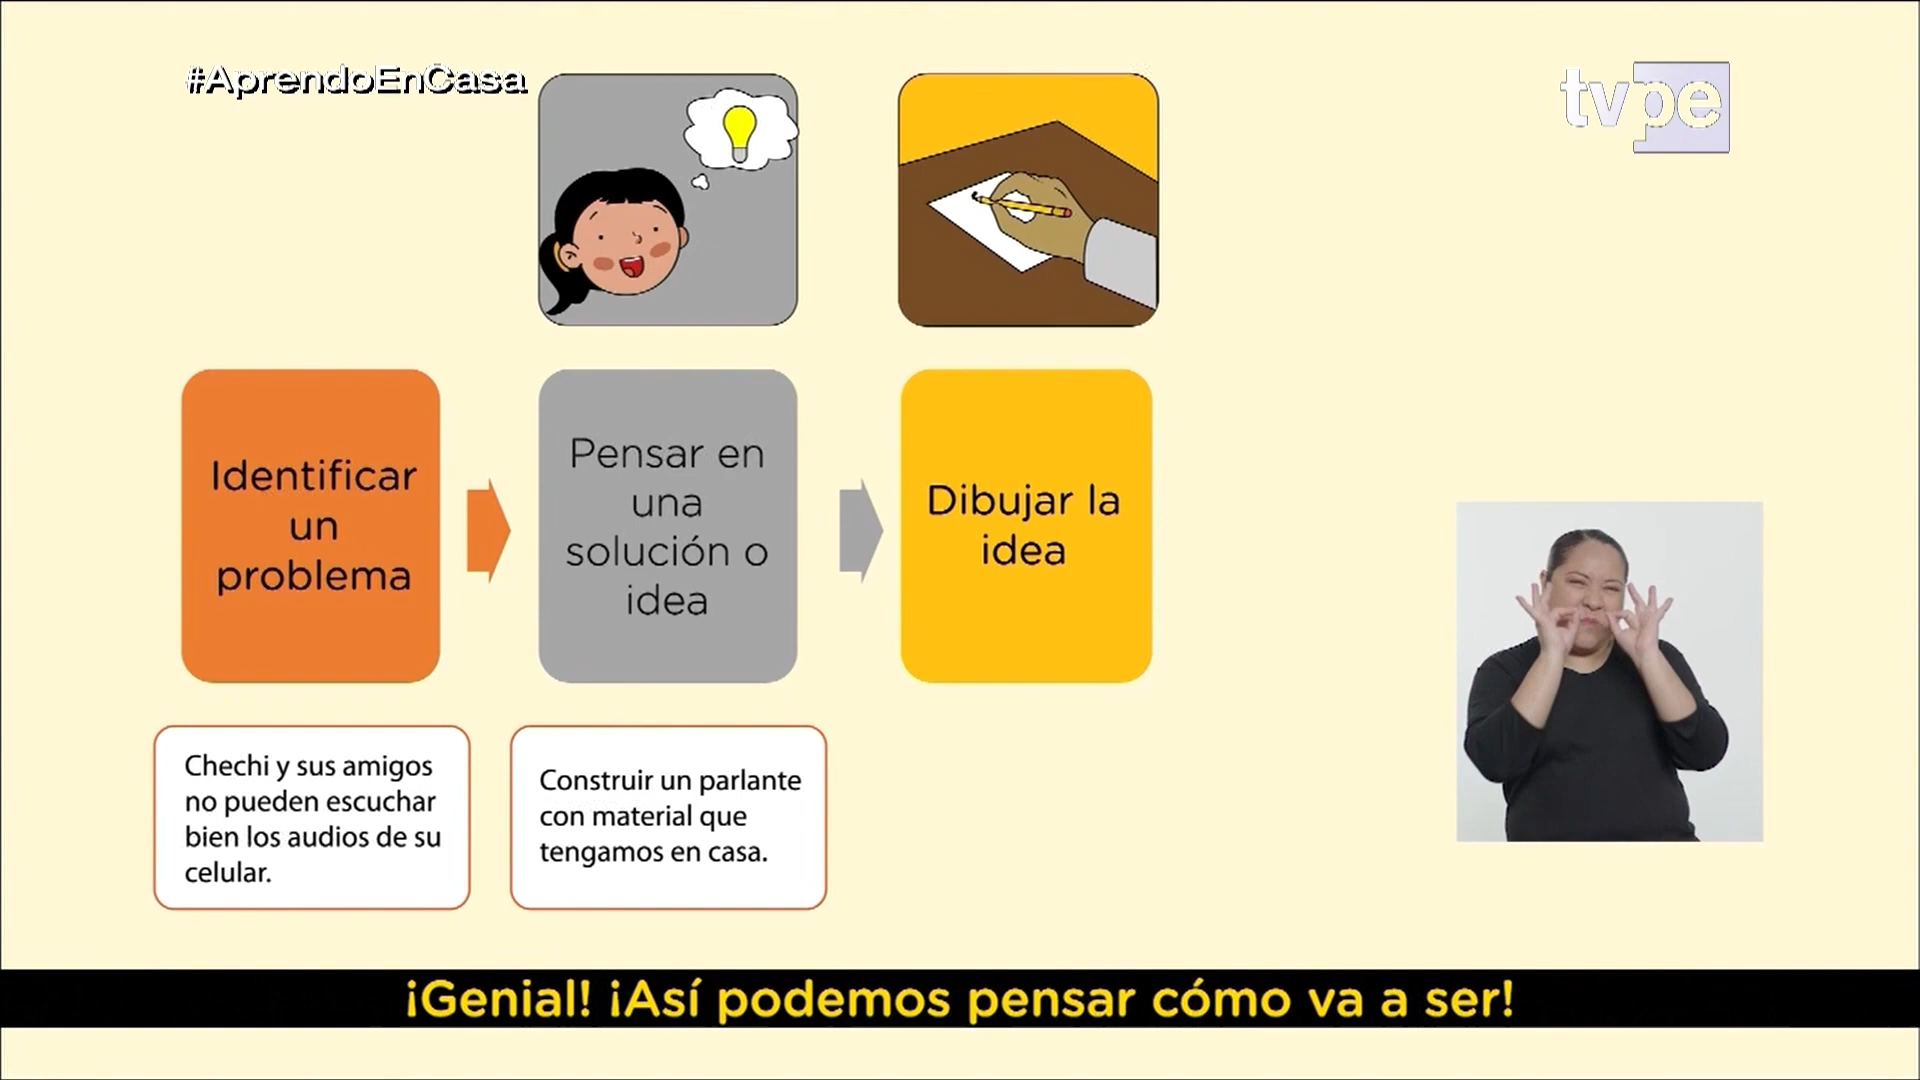 #AprendoEnCasa
tvpe
Identificar
un
problema
Pensar en
una
solución o
idea
Dibujar la
idea
Chechi y sus amigos
no pueden escuchar
bien los audios de su
celular.
Construir un parlante
con material que
tengamos en casa.
¡Genial! ¡Así podemos pensar cómo va a ser!